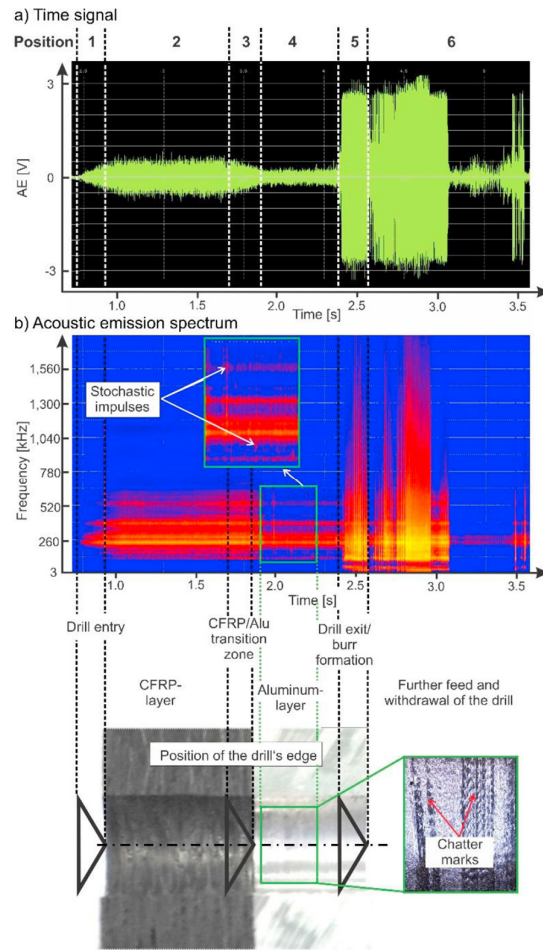 a) Time signal
Position 1 2 3 4 5 6
3
0
-3
AE [V]
1.0 1.5 2.0 2.5 3.0 3.5
Time [s]
b) Acoustic emission spectrum
1,560
1,300
1,040
780
520
260
3
Frequency [kHz]
Stochastic
impulses
1.0 1.5 2.0 2.5 3.0 3.5
Time [s]
Drill entry
CFRP/Alu
transition
zone
Drill exit/
burr
formation
CFRP-
layer
Aluminum-
layer
Further feed and
withdrawal of the drill
Position of the drill's edge
Chatter
marks